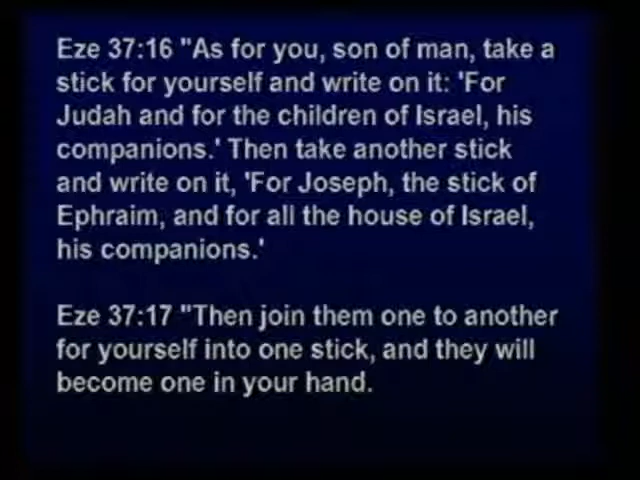 Eze 37:16 "As for you, son of man, take a
stick for yourself and write on it: 'For
Judah and for the children of Israel, his
companions.' Then take another stick
and write on it, 'For Joseph, the stick of
Ephraim, and for all the house of Israel,
his companions.'
Eze 37:17 "Then join them one to another
for yourself into one stick, and they will
become one in your hand.